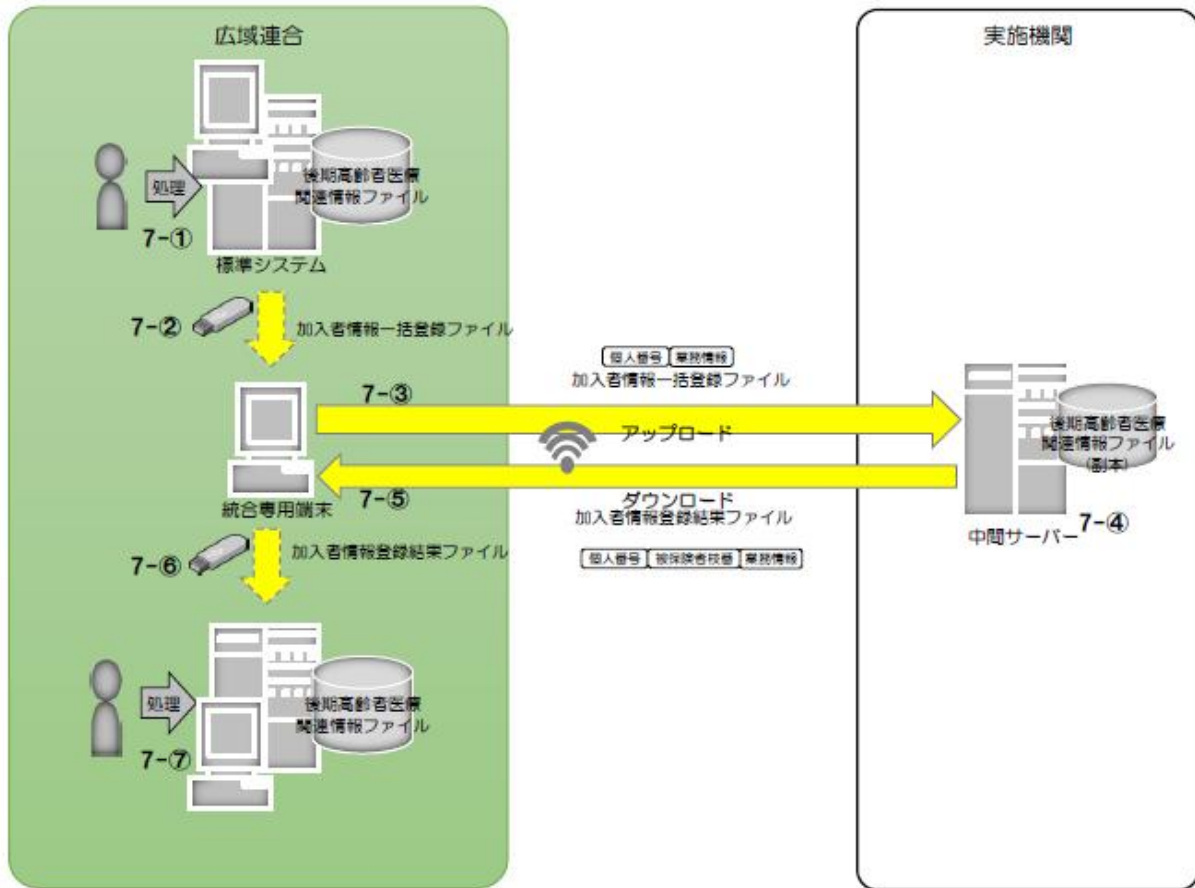 広域連合
実施機関
処理
7-①
後期高齢者医療
関連情報ファイル
標準システム
7-②
加入者情報一括登録ファイル
個人番号 業務情報
加入者情報一括登録ファイル
7-③
アップロード
後期高齢者医療
関連情報ファイル
(副本)
7-④
中間サーバー
7-⑤
統合専用端末
ダウンロード
加入者情報登録結果ファイル
個人番号 被保険者枝番 業務情報
7-⑥
加入者情報登録結果ファイル
処理
7-⑦
後期高齢者医療
関連情報ファイル